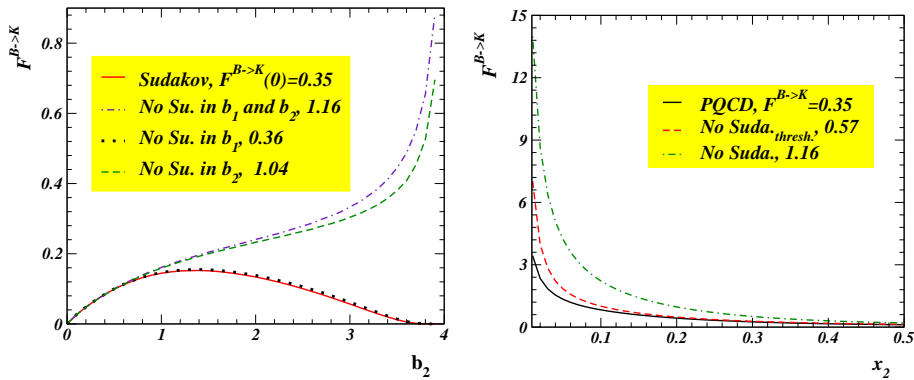 F^{B->K}
0.8
0.6
0.4
0.2
0
Sudakov, F^{B->K}(0)=0.35
No Su. in b_1 and b_2, 1.16
No Su. in b_1, 0.36
No Su. in b_2, 1.04
0 1 2 3 4
b_2
F^{B->K}
15
12
9
6
3
0
PQCD, F^{B->K}=0.35
No Suda._{thresh.}, 0.57
No Suda., 1.16
0.1 0.2 0.3 0.4 0.5
x_2